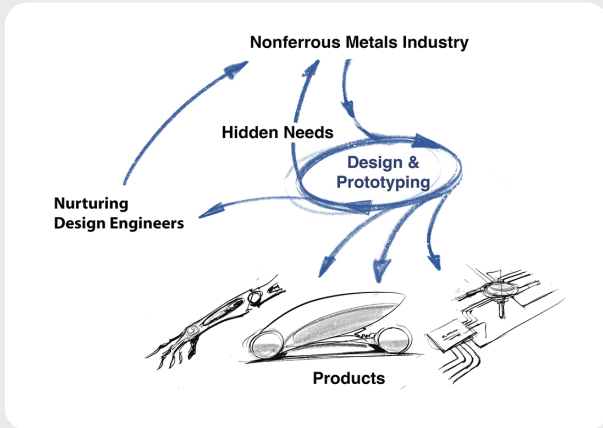 Nonferrous Metals Industry
Hidden Needs
Design &
Prototyping
Nurturing
Design Engineers
Products